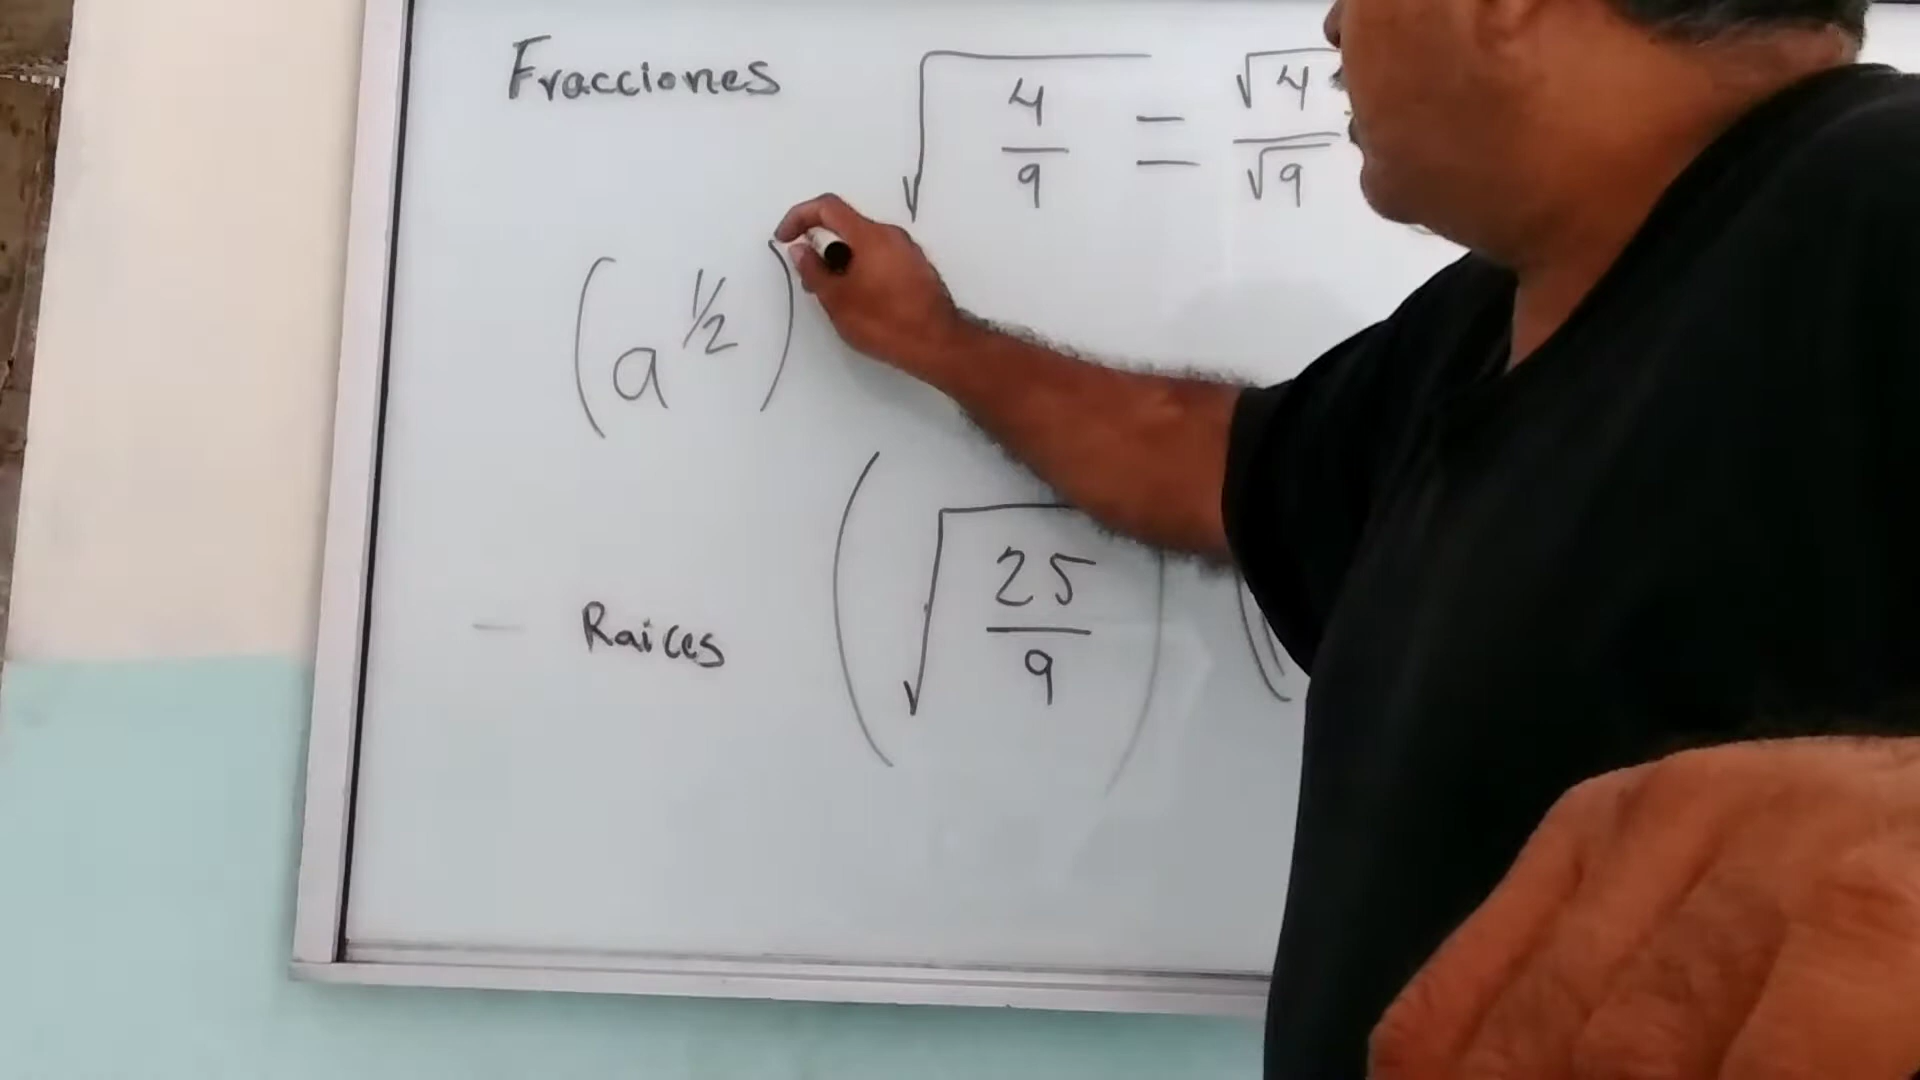 Fracciones
√(4/9) = √4/√9
(a^1/2)
- Raices (√(25/9)) (